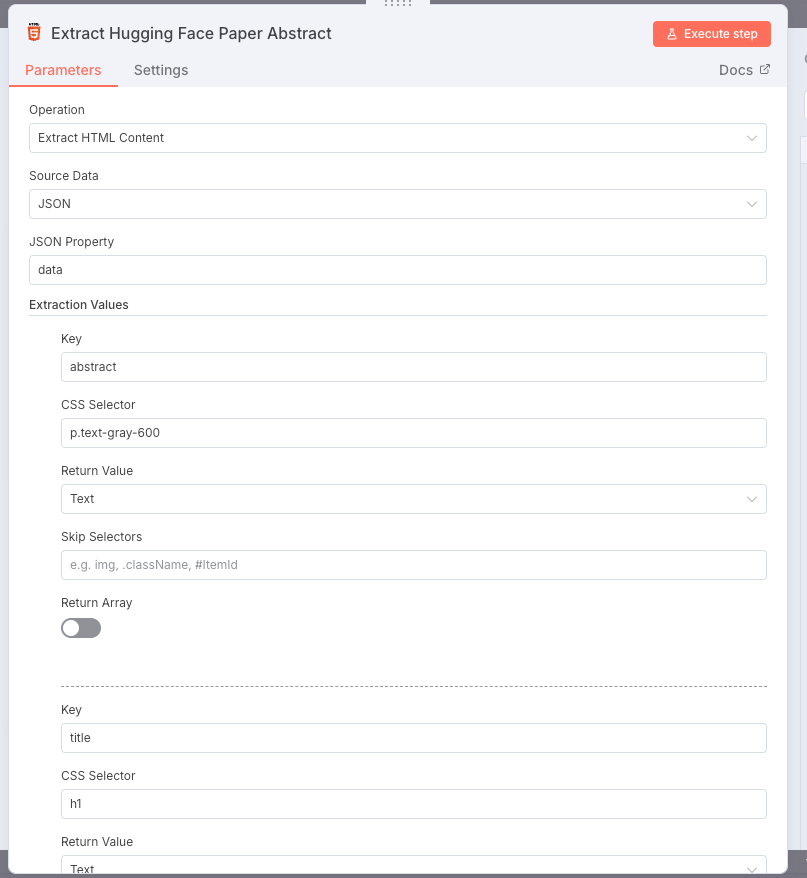 Extract Hugging Face Paper Abstract
Execute step
Parameters
Settings
Docs
Operation
Extract HTML Content
Source Data
JSON
JSON Property
data
Extraction Values
Key
abstract
CSS Selector
p.text-gray-600
Return Value
Text
Skip Selectors
e.g. img, .className, #ItemId
Return Array
Key
title
CSS Selector
h1
Return Value
Text